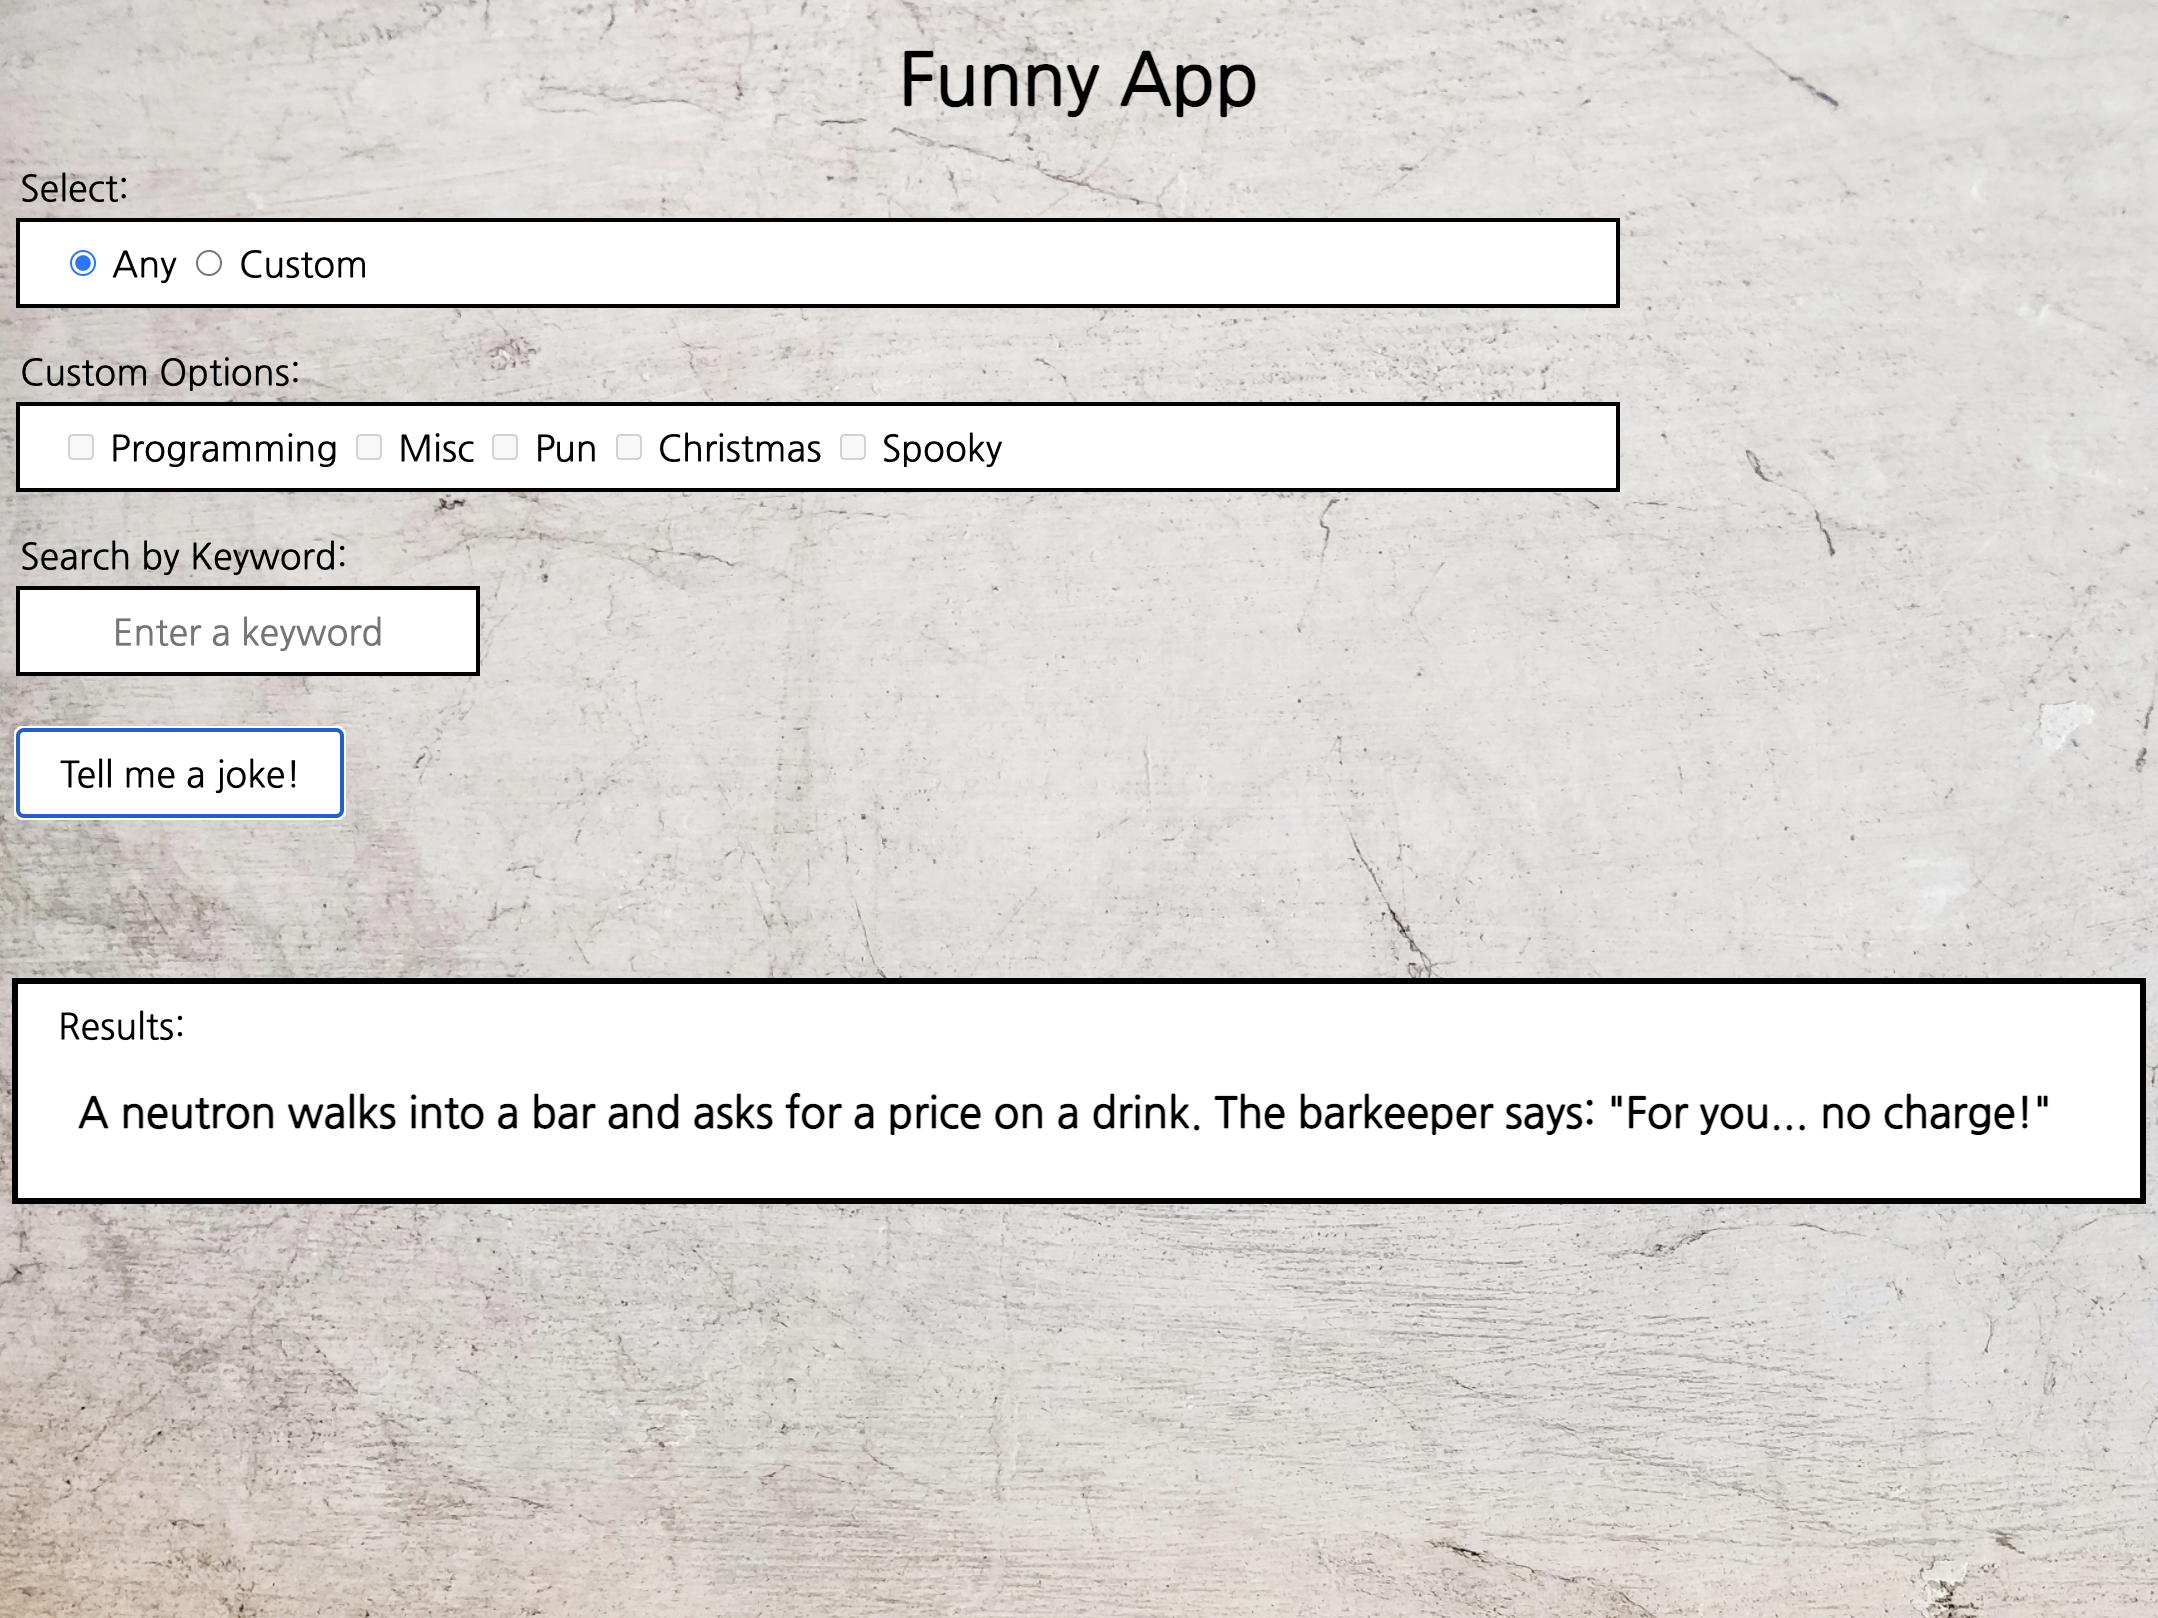 Funny App
Select:
Any Custom
Custom Options:
Programming Misc Pun Christmas Spooky
Search by Keyword:
Enter a keyword
Tell me a joke!
Results:
A neutron walks into a bar and asks for a price on a drink. The barkeeper says: "For you... no charge!"